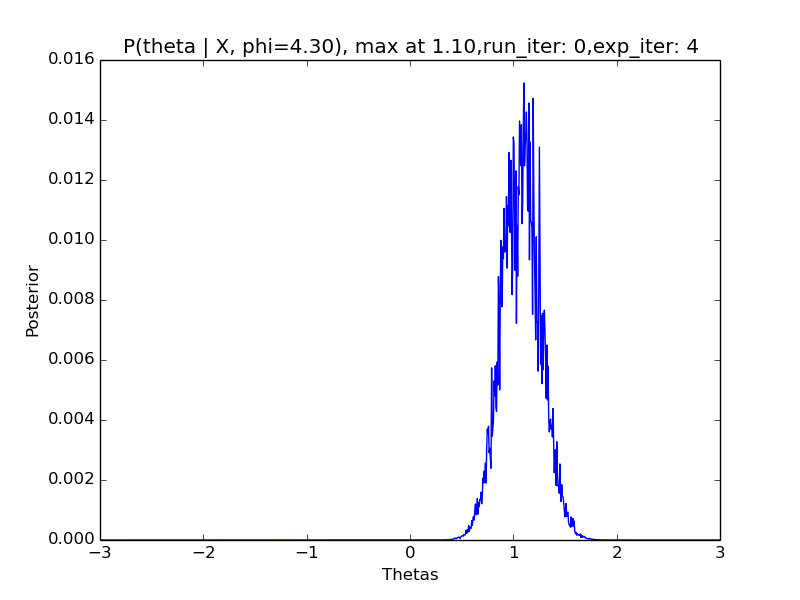 P(theta | X, phi=4.30), max at 1.10,run_iter: 0,exp_iter: 4
0.016
0.014
0.012
0.010
0.008
0.006
0.004
0.002
0.000
Posterior
−3 −2 −1 0 1 2 3
Thetas